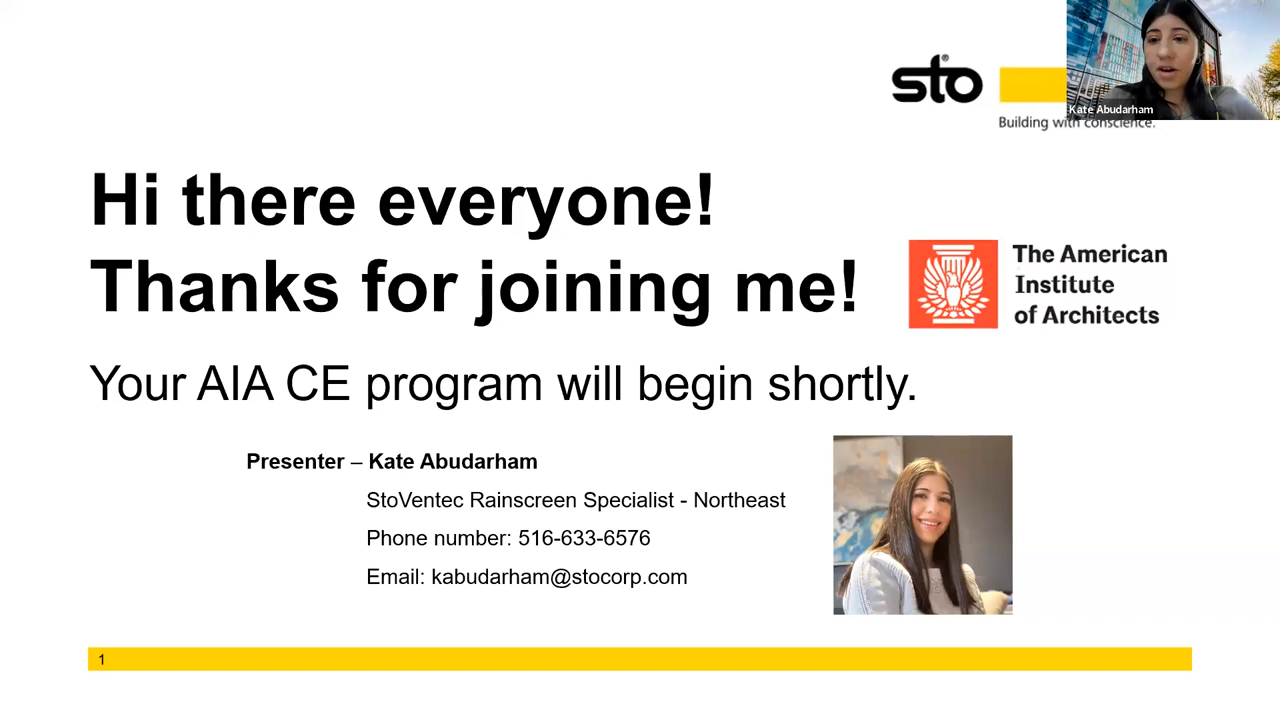 sto®
Building with conscience.
Kate Abudarham
Hi there everyone!
Thanks for joining me!
The American
Institute
of Architects
Your AIA CE program will begin shortly.
Presenter – Kate Abudarham
StoVentec Rainscreen Specialist - Northeast
Phone number: 516-633-6576
Email: kabudarham@stocorp.com
1